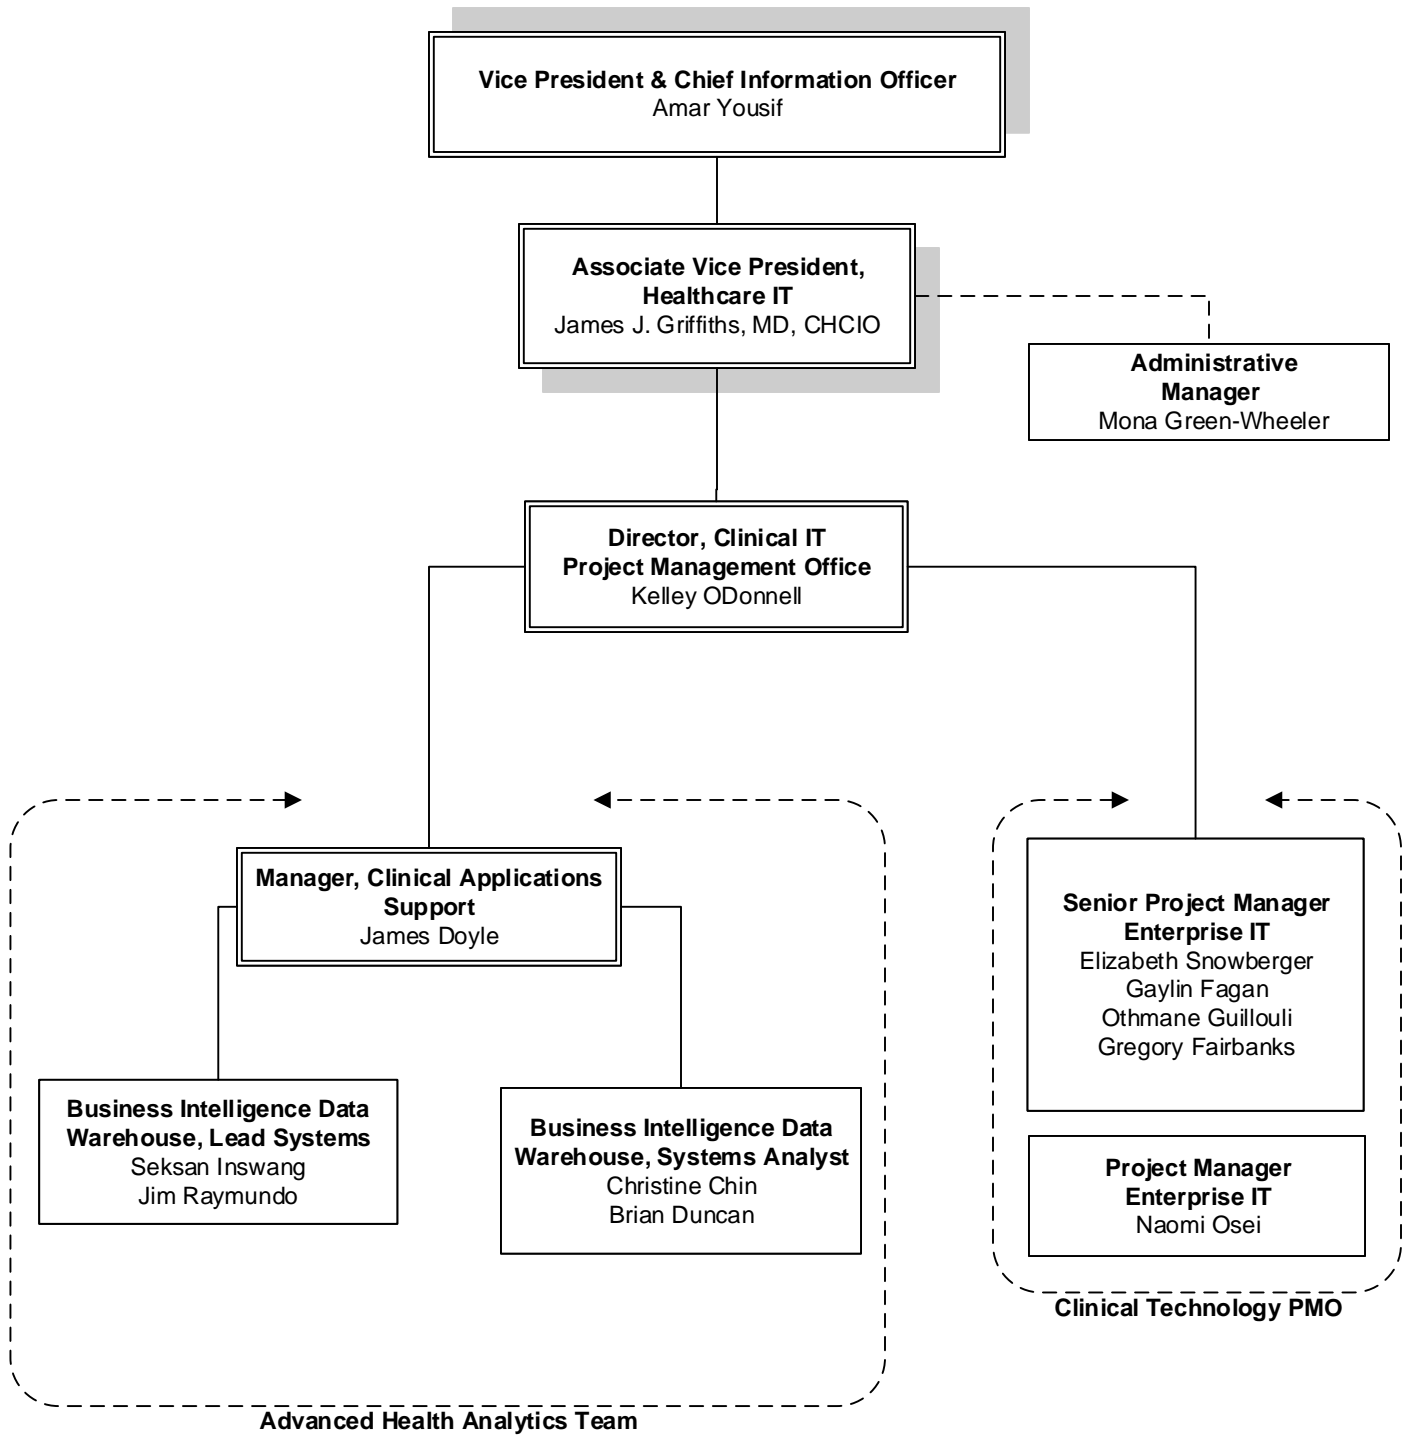 Vice President & Chief Information Officer
Amar Yousif
Associate Vice President,
Healthcare IT
James J. Griffiths, MD, CHCIO
Administrative
Manager
Mona Green-Wheeler
Director, Clinical IT
Project Management Office
Kelley ODonnell
Manager, Clinical Applications
Support
James Doyle
Business Intelligence Data
Warehouse, Lead Systems
Seksan Inswang
Jim Raymundo
Business Intelligence Data
Warehouse, Systems Analyst
Christine Chin
Brian Duncan
Advanced Health Analytics Team
Senior Project Manager
Enterprise IT
Elizabeth Snowberger
Gaylin Fagan
Othmane Guillouli
Gregory Fairbanks
Project Manager
Enterprise IT
Naomi Osei
Clinical Technology PMO